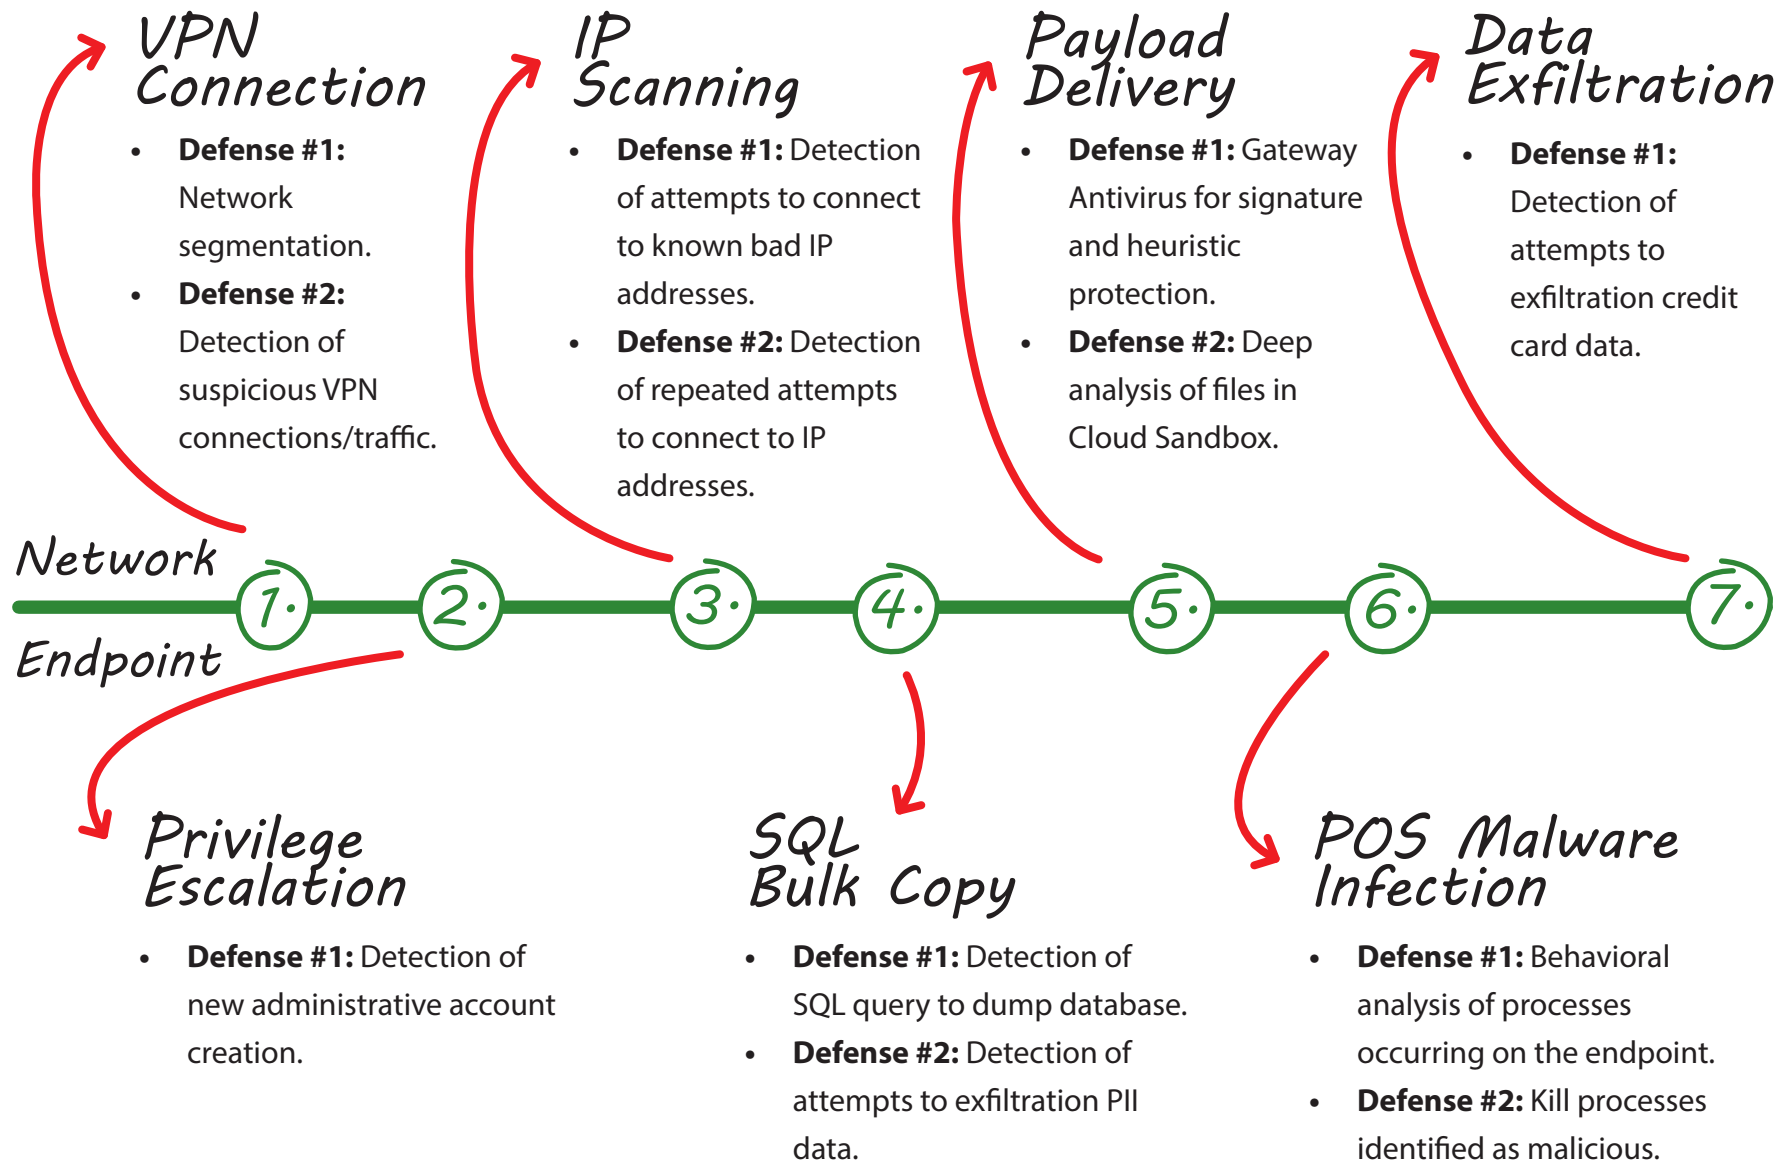 VPN
Connection
• Defense #1:
Network
segmentation.
• Defense #2:
Detection of
suspicious VPN
connections/traffic.
IP
Scanning
• Defense #1: Detection
of attempts to connect
to known bad IP
addresses.
• Defense #2: Detection
of repeated attempts
to connect to IP
addresses.
Payload
Delivery
• Defense #1: Gateway
Antivirus for signature
and heuristic
protection.
• Defense #2: Deep
analysis of files in
Cloud Sandbox.
Data
Exfiltration
• Defense #1:
Detection of
attempts to
exfiltration credit
card data.
Network
1.
2.
3.
4.
5.
6.
7.
Endpoint
Privilege
Escalation
• Defense #1: Detection of
new administrative account
creation.
SQL
Bulk Copy
• Defense #1: Detection of
SQL query to dump database.
• Defense #2: Detection of
attempts to exfiltration PII
data.
POS Malware
Infection
• Defense #1: Behavioral
analysis of processes
occurring on the endpoint.
• Defense #2: Kill processes
identified as malicious.